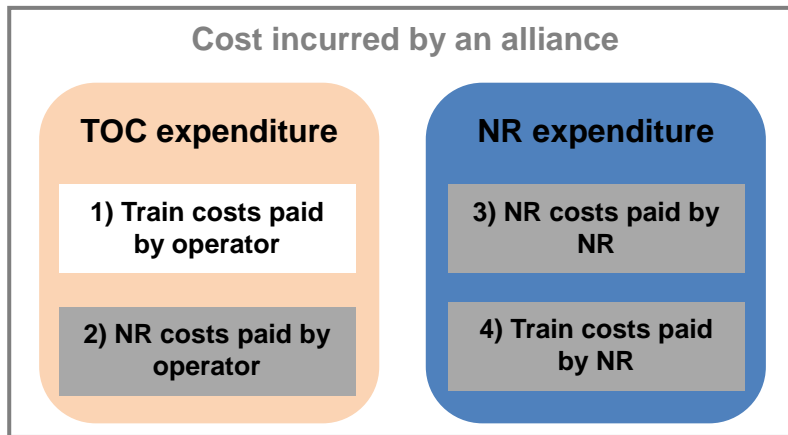 Cost incurred by an alliance
TOC expenditure
1) Train costs paid
by operator
2) NR costs paid by
operator
NR expenditure
3) NR costs paid by
NR
4) Train costs paid
by NR